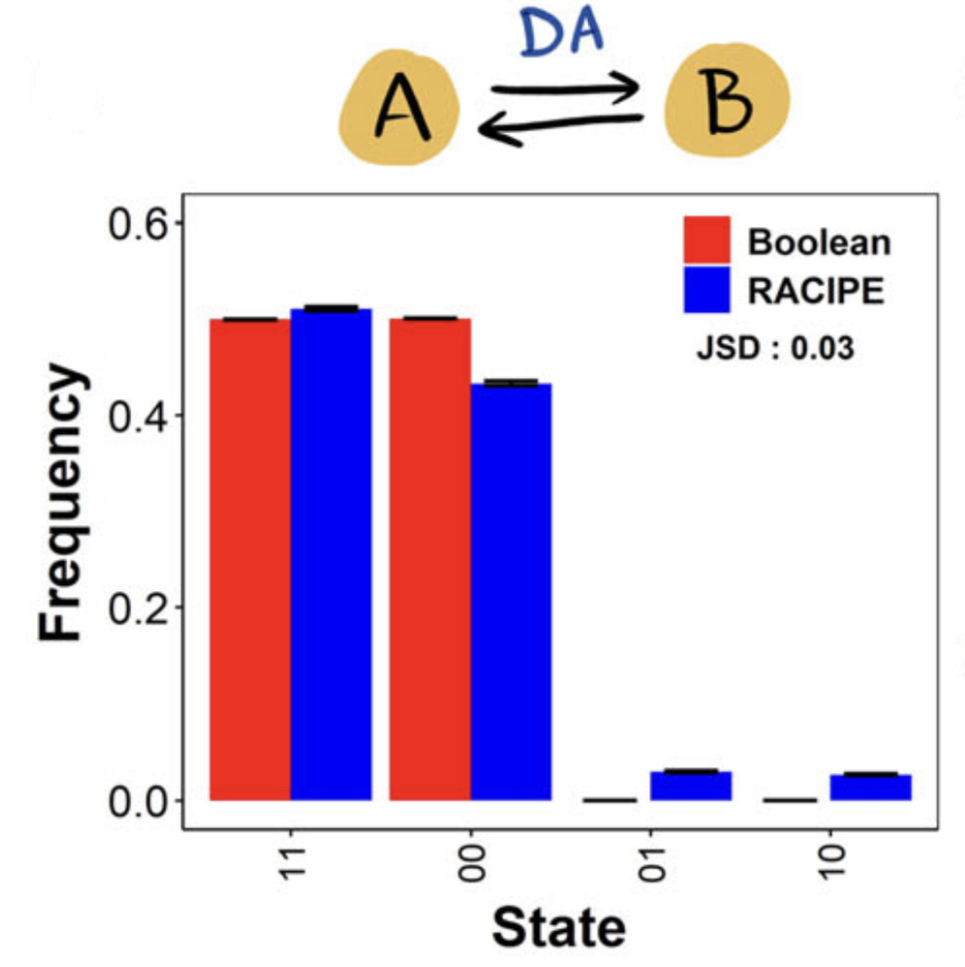 DA
A B
0.6
0.4
0.2
0.0
Frequency
Boolean
RACIPE
JSD : 0.03
11 00 01 10
State